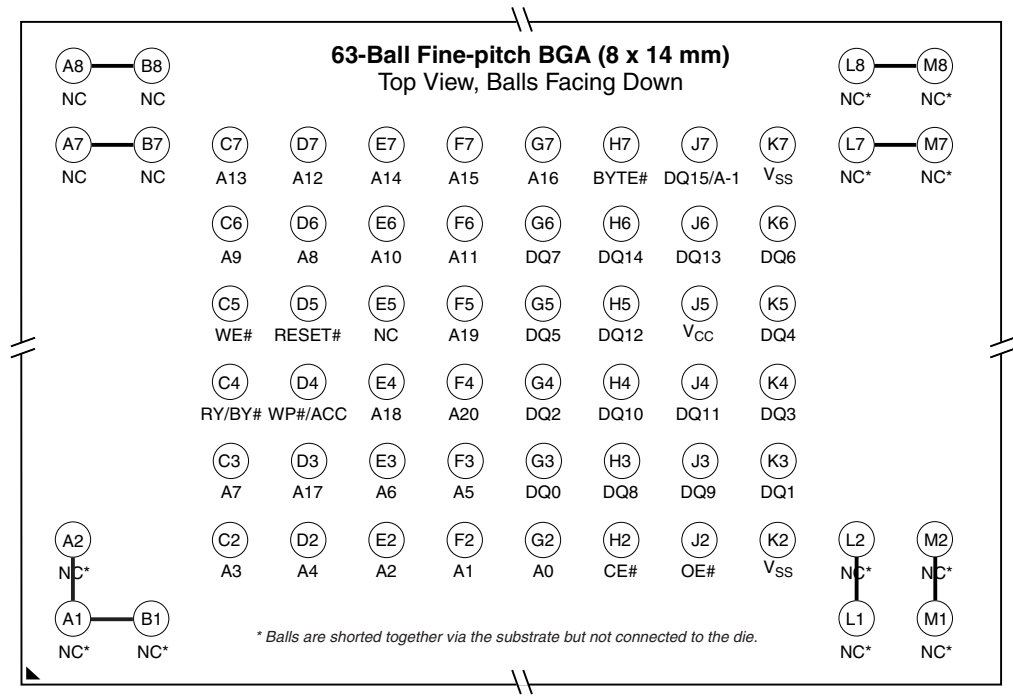 63-Ball Fine-pitch BGA (8 x 14 mm)
Top View, Balls Facing Down
A8 B8 L8 M8
NC NC NC* NC*
A7 B7 C7 D7 E7 F7 G7 H7 J7 K7 L7 M7
NC NC A13 A12 A14 A15 A16 BYTE# DQ15/A-1 VSS NC* NC*
C6 D6 E6 F6 G6 H6 J6 K6
A9 A8 A10 A11 DQ7 DQ14 DQ13 DQ6
C5 D5 E5 F5 G5 H5 J5 K5
WE# RESET# NC A19 DQ5 DQ12 VCC DQ4
C4 D4 E4 F4 G4 H4 J4 K4
RY/BY# WP#/ACC A18 A20 DQ2 DQ10 DQ11 DQ3
C3 D3 E3 F3 G3 H3 J3 K3
A7 A17 A6 A5 DQ0 DQ8 DQ9 DQ1
A2 C2 D2 E2 F2 G2 H2 J2 K2 L2 M2
NC* A3 A4 A2 A1 A0 CE# OE# VSS NC* NC*
A1 B1 L1 M1
* Balls are shorted together via the substrate but not connected to the die.
NC* NC* NC* NC*